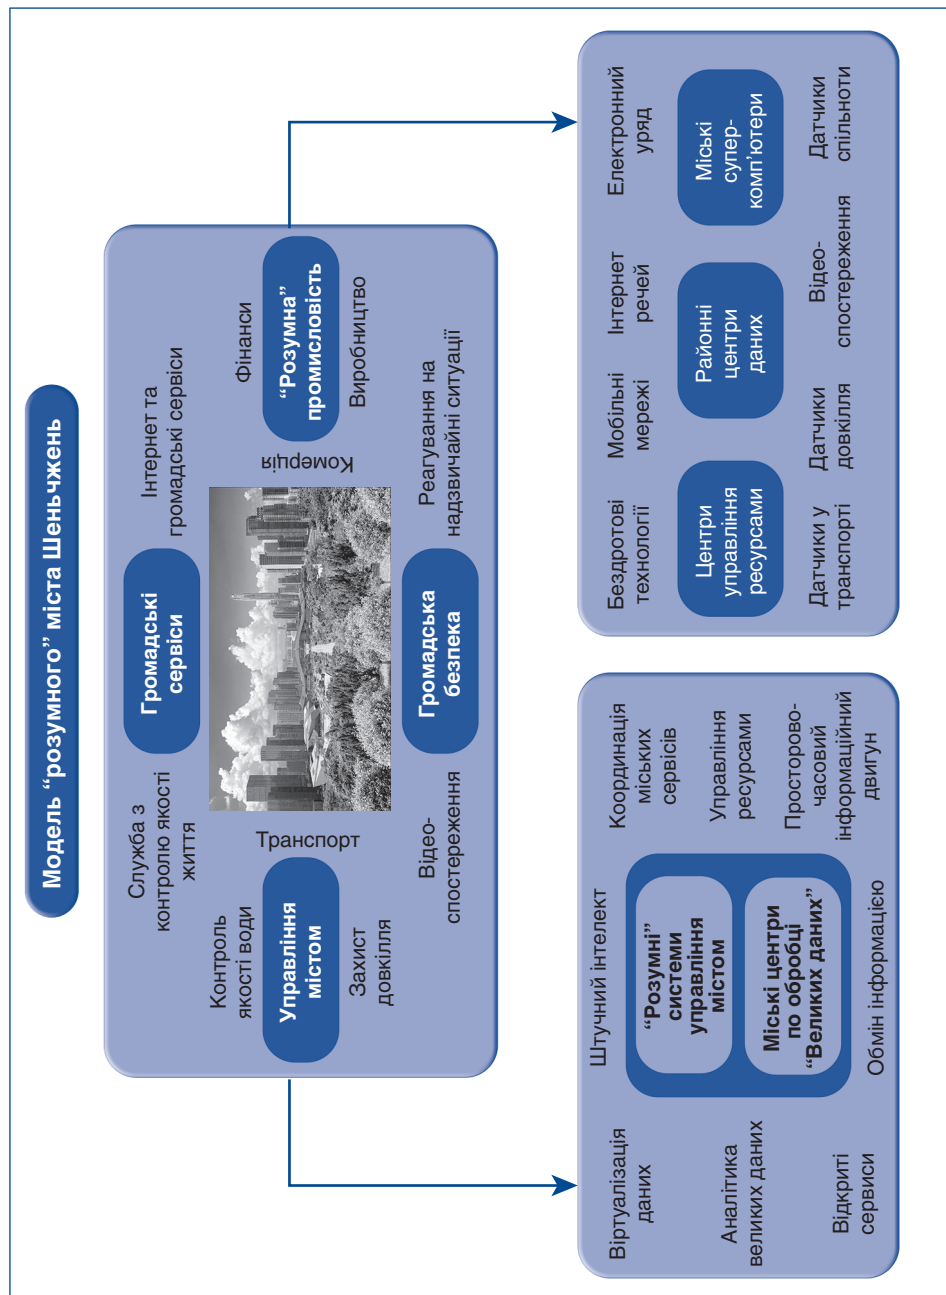 Модель “розумного” міста Шеньчжень
Служба з
контролю якості
життя
Громадські
сервіси
Інтернет та
громадські сервіси
Контроль
якості води
Управління
містом
Захист
довкілля
Транспорт
Комерція
Фінанси
“Розумна”
промисловість
Виробництво
Відео-
спостереження
Громадська
безпека
Реагування на
надзвичайні ситуації
Віртуалізація
даних
Аналітика
великих даних
Відкриті
сервиси
Штучний інтелект
“Розумні”
системи
управління
містом
Міські центри
по обробці
“Великих даних”
Обмін інформацією
Координація
міських
сервісів
Управління
ресурсами
Просторово-
часовий
інформаційний
двигун
Бездротові
технології
Мобільні
мережі
Інтернет
речей
Електронний
уряд
Центри
управління
ресурсами
Районні
центри
даних
Міські
супер-
комп’ютери
Датчики у
транспорті
Датчики
довкілля
Відео-
спостереження
Датчики
спільноти